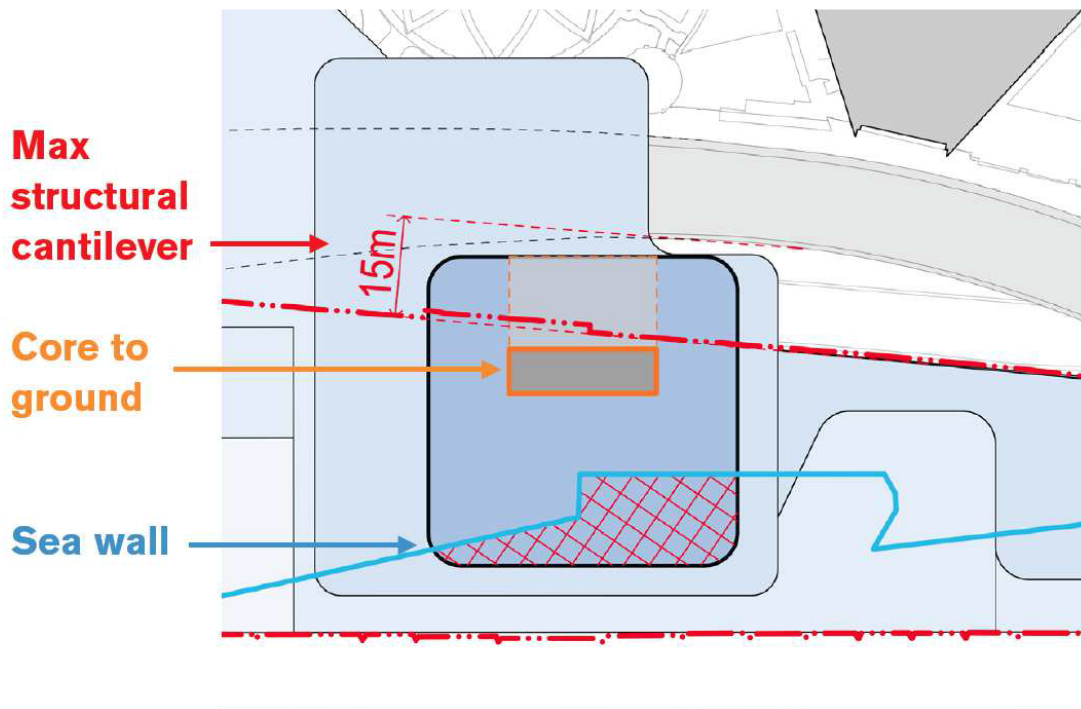 Max
structural
cantilever
15m
Core to
ground
Sea wall